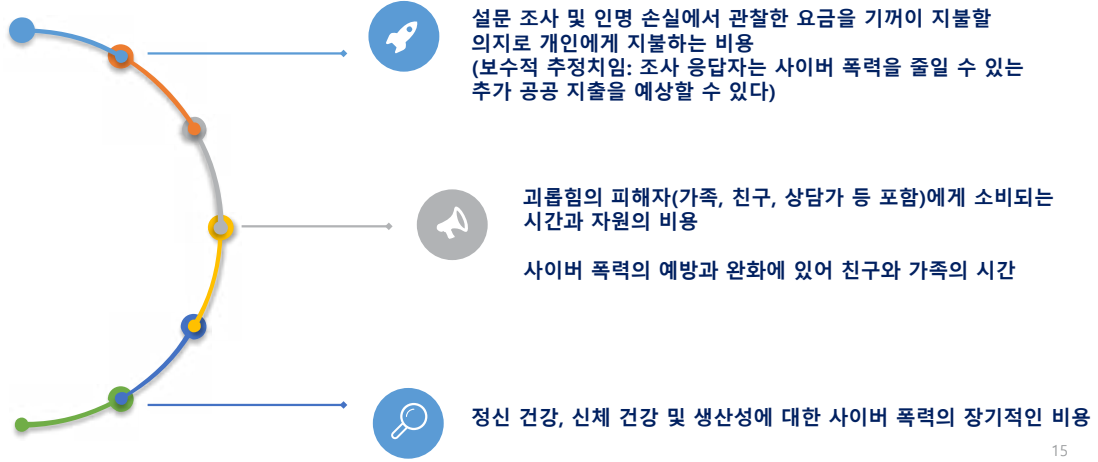 설문 조사 및 인명 손실에서 관찰한 요금을 기꺼이 지불할
의지로 개인에게 지불하는 비용
(보수적 추정치임: 조사 응답자는 사이버 폭력을 줄일 수 있는
추가 공공 지출을 예상할 수 있다)
괴롭힘의 피해자(가족, 친구, 상담가 등 포함)에게 소비되는
시간과 자원의 비용
사이버 폭력의 예방과 완화에 있어 친구와 가족의 시간
정신 건강, 신체 건강 및 생산성에 대한 사이버 폭력의 장기적인 비용
15